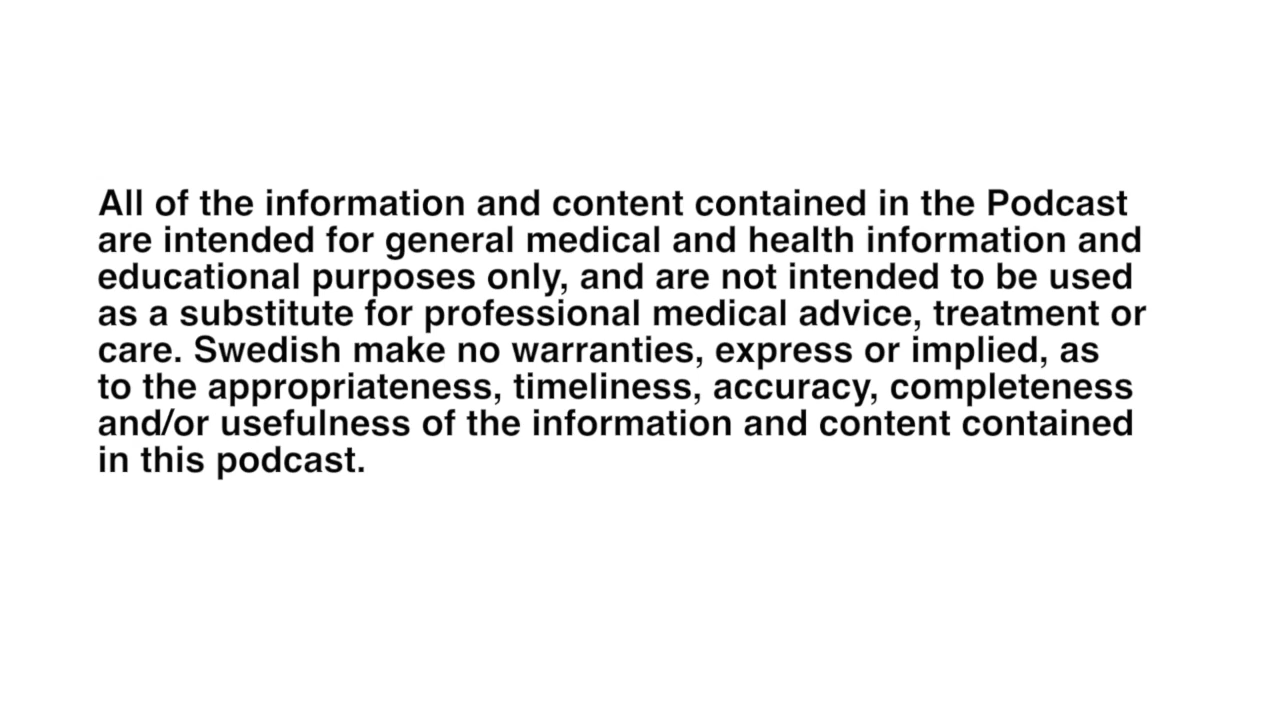 All of the information and content contained in the Podcast
are intended for general medical and health information and
educational purposes only, and are not intended to be used
as a substitute for professional medical advice, treatment or
care. Swedish make no warranties, express or implied, as
to the appropriateness, timeliness, accuracy, completeness
and/or usefulness of the information and content contained
in this podcast.